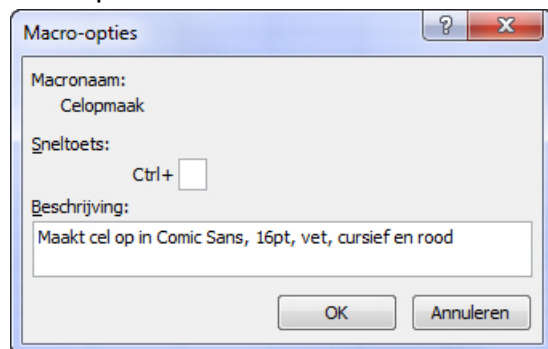 Macro-opties
Macronaam:
Celopmaak
Sneltoets:
Ctrl+
Beschrijving:
Maakt cel op in Comic Sans, 16pt, vet, cursief en rood
OK Annuleren